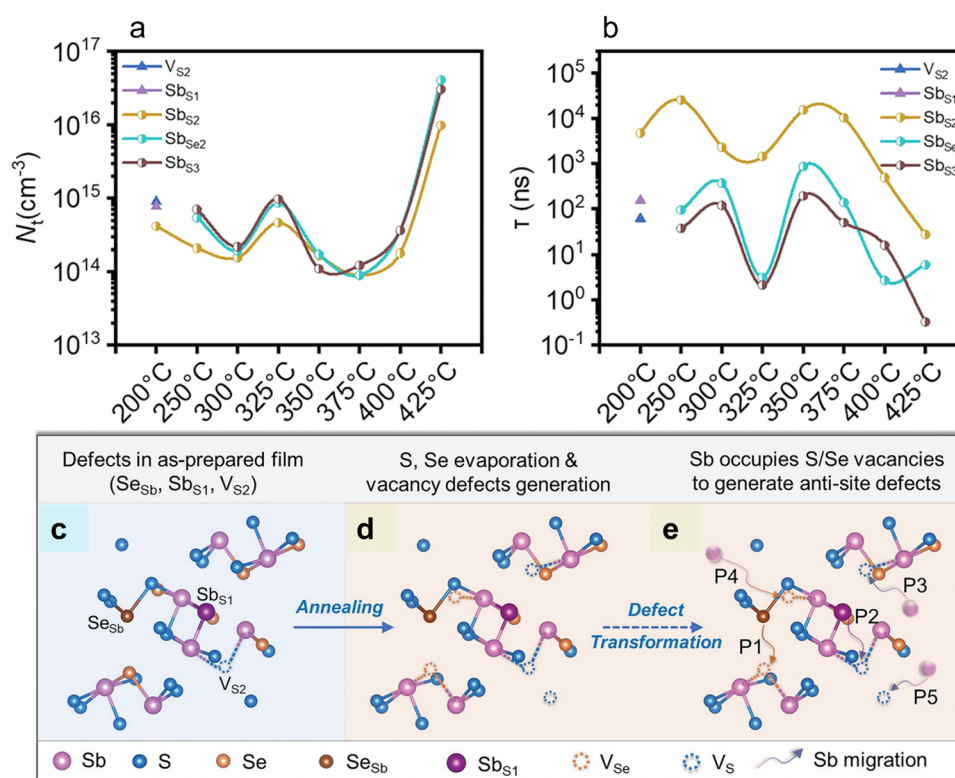 a
10^17
10^16
10^15
10^14
10^13
N_t(cm^-3)
V_S2
Sb_S1
Sb_S2
Sb_Se2
Sb_S3
200°C
250°C
300°C
325°C
350°C
375°C
400°C
425°C
b
10^5
10^4
10^3
10^2
10^1
10^0
10^-1
τ (ns)
V_S2
Sb_S1
Sb_S2
Sb_Se
Sb_S3
200°C
250°C
300°C
325°C
350°C
375°C
400°C
425°C
Defects in as-prepared film
(Se_Sb, Sb_S1, V_S2)
S, Se evaporation &
vacancy defects generation
Sb occupies S/Se vacancies
to generate anti-site defects
c
Sb_S1
Se_Sb
V_S2
Annealing
d
Defect
Transformation
e
P4
P3
P2
P1
P5
Sb
S
Se
Se_Sb
Sb_S1
V_Se
V_S
Sb migration